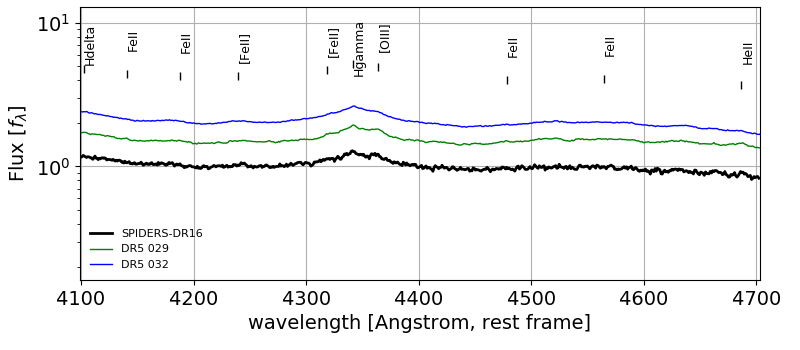 10¹
10⁰
Flux [fλ]
Hdelta
FeII
FeII
[FeII]
[FeII]
Hgamma
[OIII]
FeII
FeII
HeII
SPIDERS-DR16
DR5 029
DR5 032
4100 4200 4300 4400 4500 4600 4700
wavelength [Angstrom, rest frame]